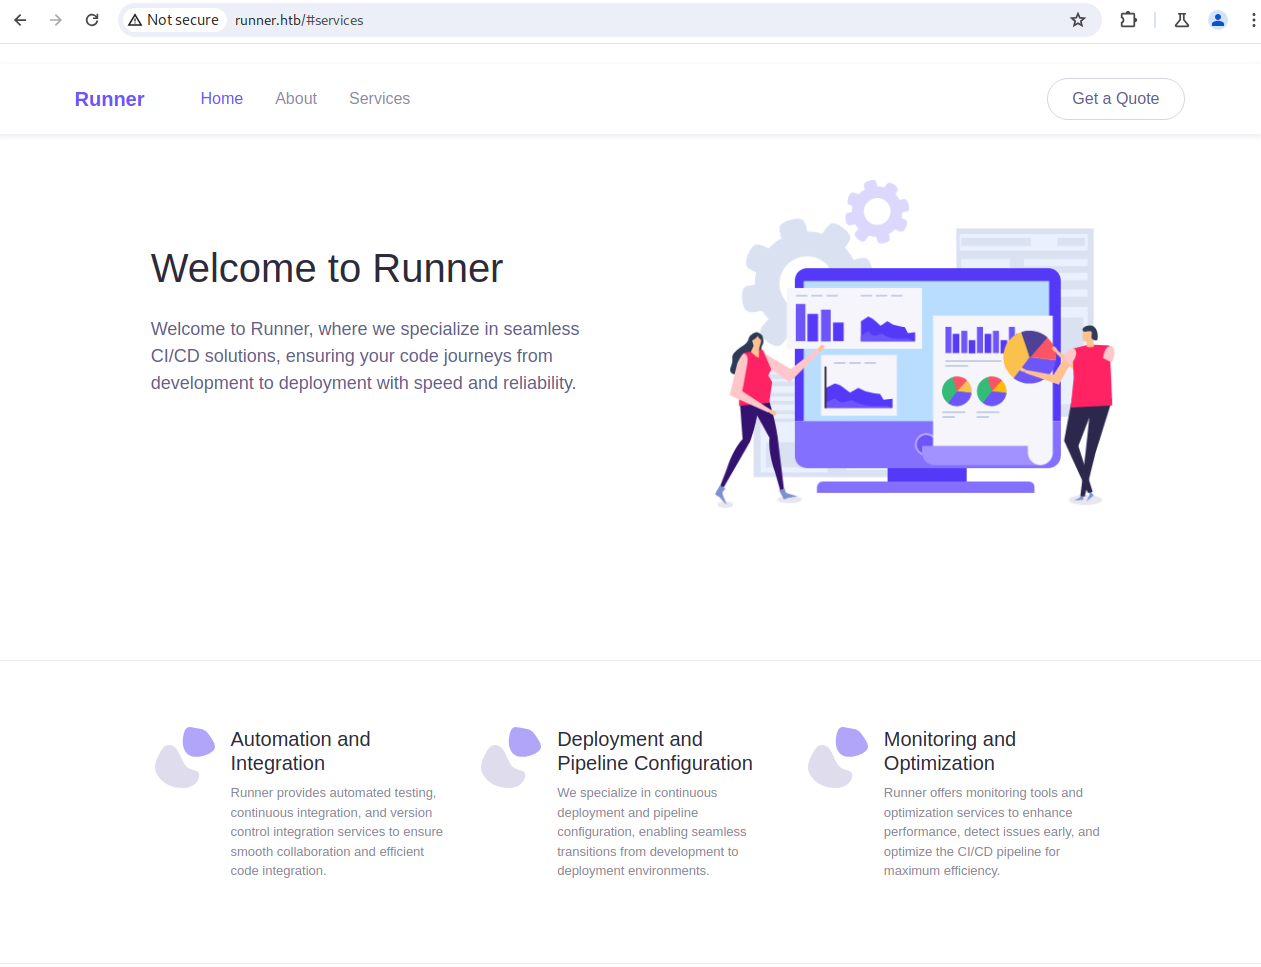 Not secure runner.htb/#services
Runner Home About Services Get a Quote
Welcome to Runner
Welcome to Runner, where we specialize in seamless
CI/CD solutions, ensuring your code journeys from
development to deployment with speed and reliability.
Automation and
Integration
Runner provides automated testing,
continuous integration, and version
control integration services to ensure
smooth collaboration and efficient
code integration.
Deployment and
Pipeline Configuration
We specialize in continuous
deployment and pipeline
configuration, enabling seamless
transitions from development to
deployment environments.
Monitoring and
Optimization
Runner offers monitoring tools and
optimization services to enhance
performance, detect issues early, and
optimize the CI/CD pipeline for
maximum efficiency.